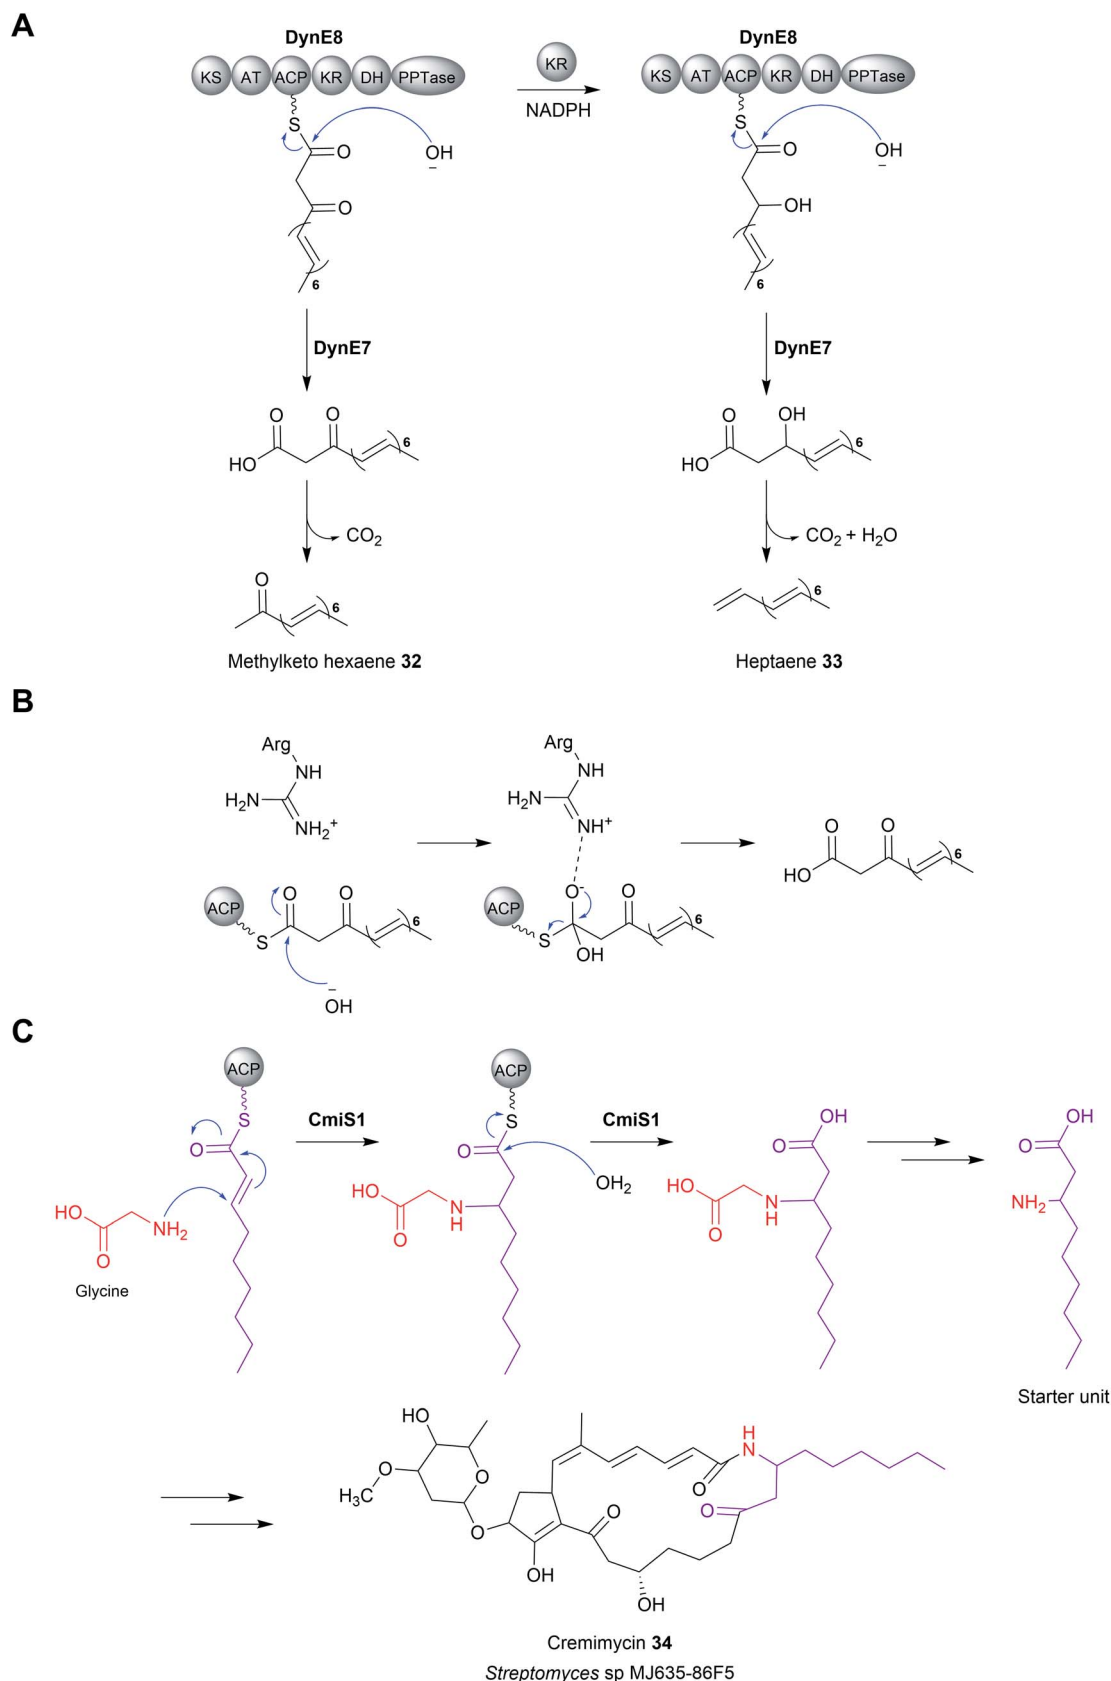 A
DynE8
KS AT ACP KR DH PPTase
KR
NADPH
DynE8
KS AT ACP KR DH PPTase
S
O
OH
–
O
6
S
O
OH
–
OH
6
DynE7
DynE7
O O
HO
6
O OH
HO
6
CO2
CO2 + H2O
O
6
6
Methylketo hexaene 32
Heptaene 33
B
Arg
NH
H2N
NH2+
ACP
S
O O
6
–
OH
Arg
NH
H2N
NH+
ACP
S
O-
O
OH
6
O O
HO
6
C
ACP
S
O
HO
O
NH2
Glycine
CmiS1
ACP
S
O
OH2
HO
O
N
H
CmiS1
OH
O
HO
O
N
H
OH
O
NH2
Starter unit
HO
O
H3C
O
O
OH
O
OH
O
H
N
O
Cremimycin 34
Streptomyces sp MJ635-86F5